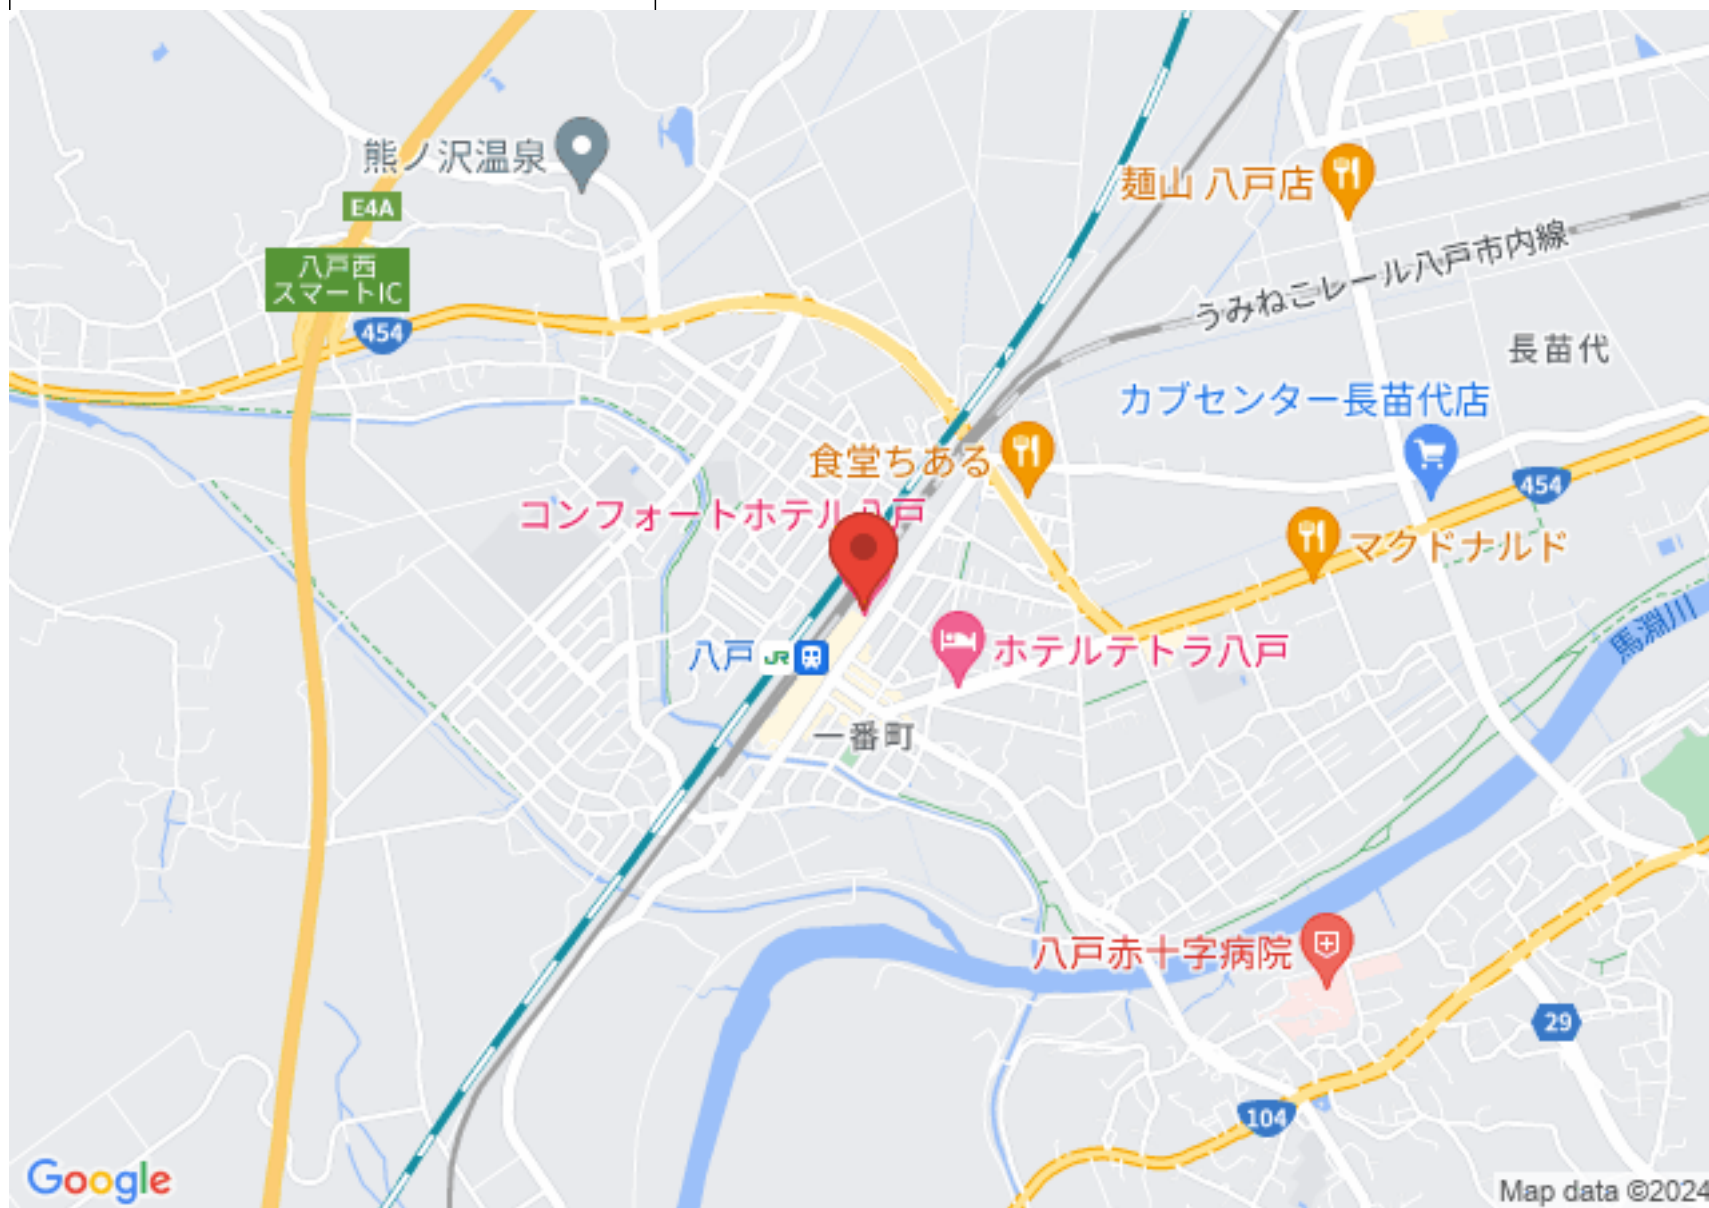 熊ノ沢温泉
E4A
八戸西
スマートIC
454
麺山 八戸店
うみねこレール八戸市内線
長苗代
カブセンター長苗代店
食堂ちある
454
コンフォートホテル八戸
マクドナルド
馬淵川
八戸 JR
ホテルテトラ八戸
一番町
八戸赤十字病院
29
104
Google
Map data ©2024